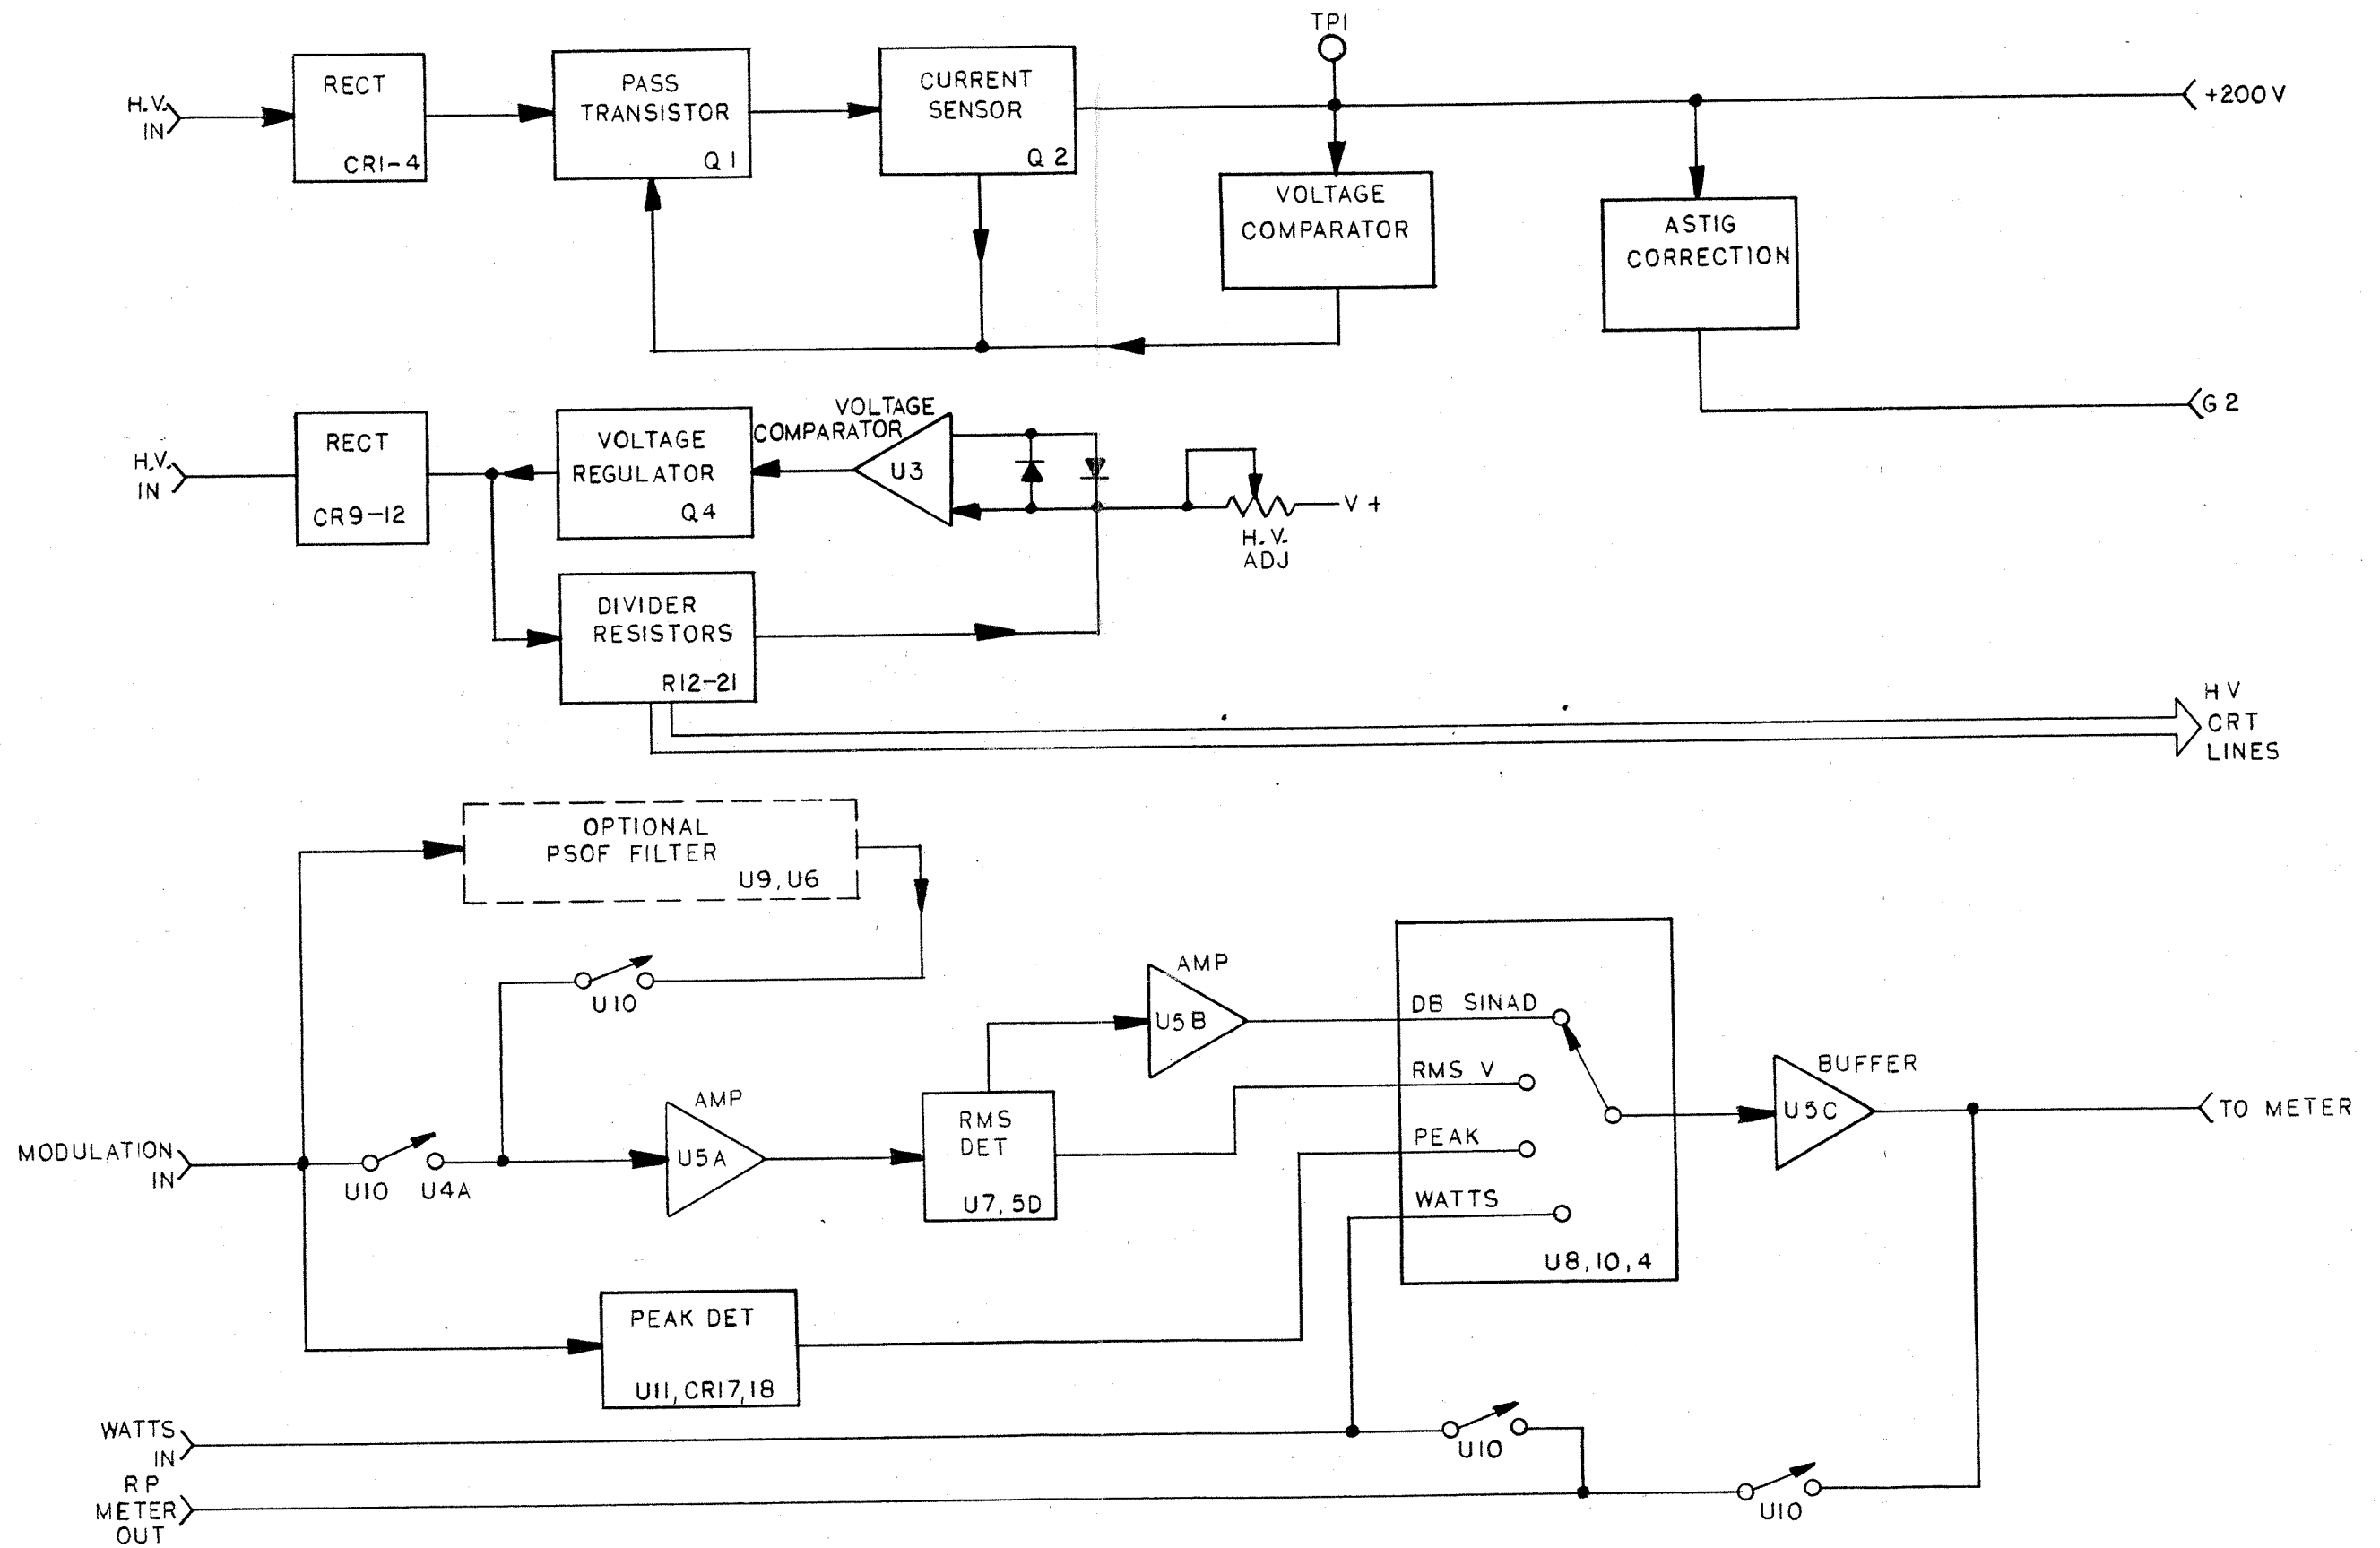 TP1
H.V.
IN
RECT
CR1-4
PASS
TRANSISTOR
Q1
CURRENT
SENSOR
Q2
+200V
VOLTAGE
COMPARATOR
ASTIG
CORRECTION
G2
H.V.
IN
RECT
CR9-12
VOLTAGE
REGULATOR
Q4
VOLTAGE
COMPARATOR
U3
V+
H.V.
ADJ
DIVIDER
RESISTORS
R12-21
HV
CRT
LINES
OPTIONAL
PSOF FILTER
U9, U6
U10
AMP
U5B
DB SINAD
RMS V
PEAK
WATTS
U8, 10, 4
BUFFER
U5C
TO METER
MODULATION
IN
U10 U4A
AMP
U5A
RMS
DET
U7, 5D
PEAK DET
U11, CR17, 18
WATTS
IN
U10
RP
METER
OUT
U10